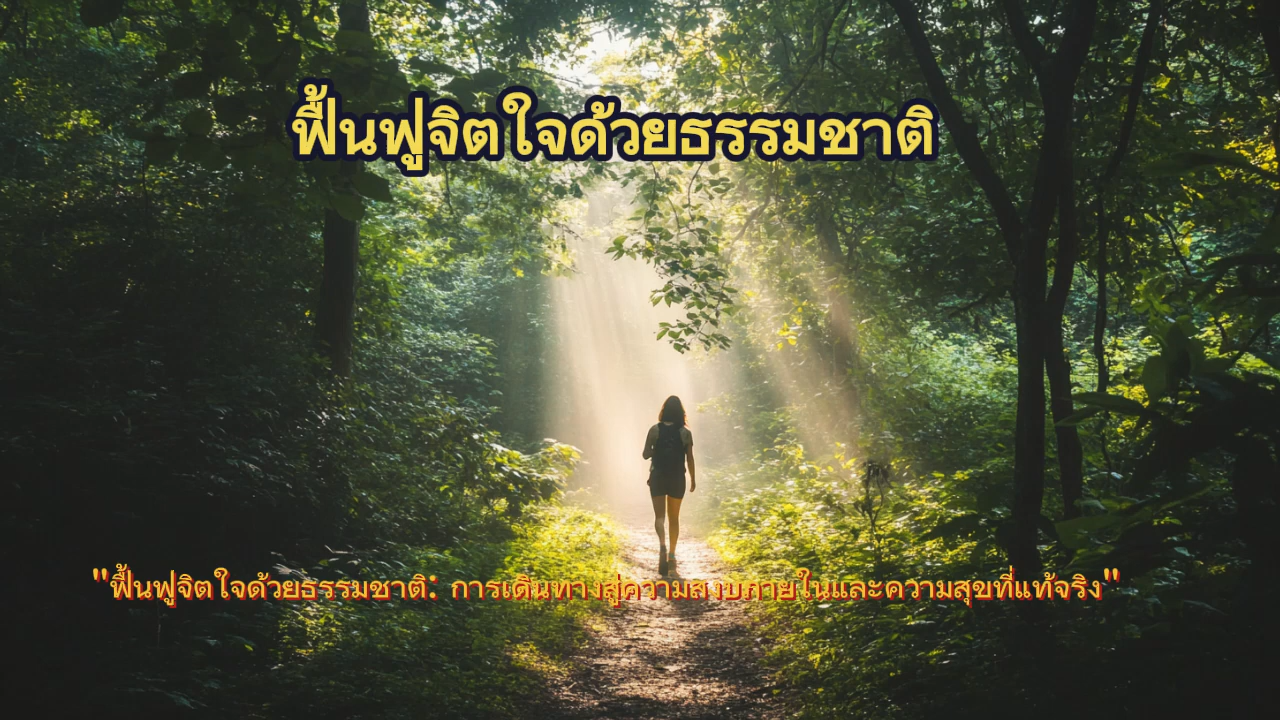 ฟื้นฟูจิตใจด้วยธรรมชาติ
"ฟื้นฟูจิตใจด้วยธรรมชาติ: การเดินทางสู่ความสงบภายในและความสุขที่แท้จริง"